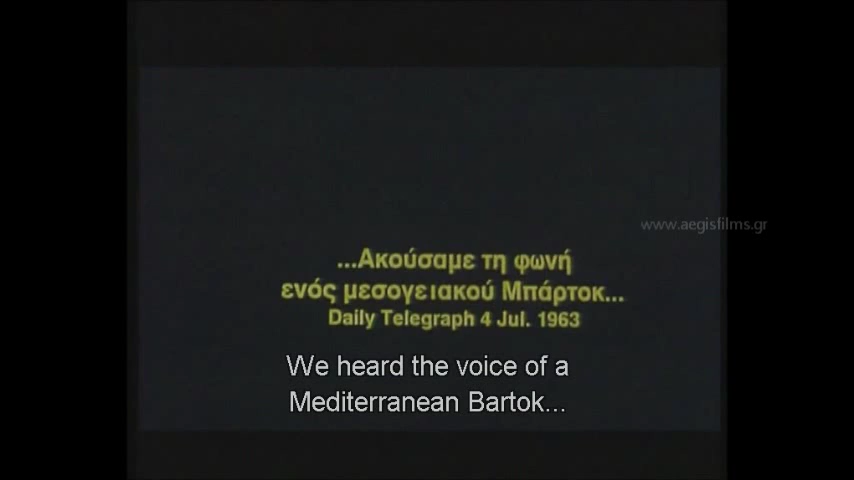 www.aegisfilms.gr
...Ακούσαμε τη φωνή
ενός μεσογειακού Μπάρτοκ...
Daily Telegraph 4 Jul. 1963
We heard the voice of a
Mediterranean Bartok...